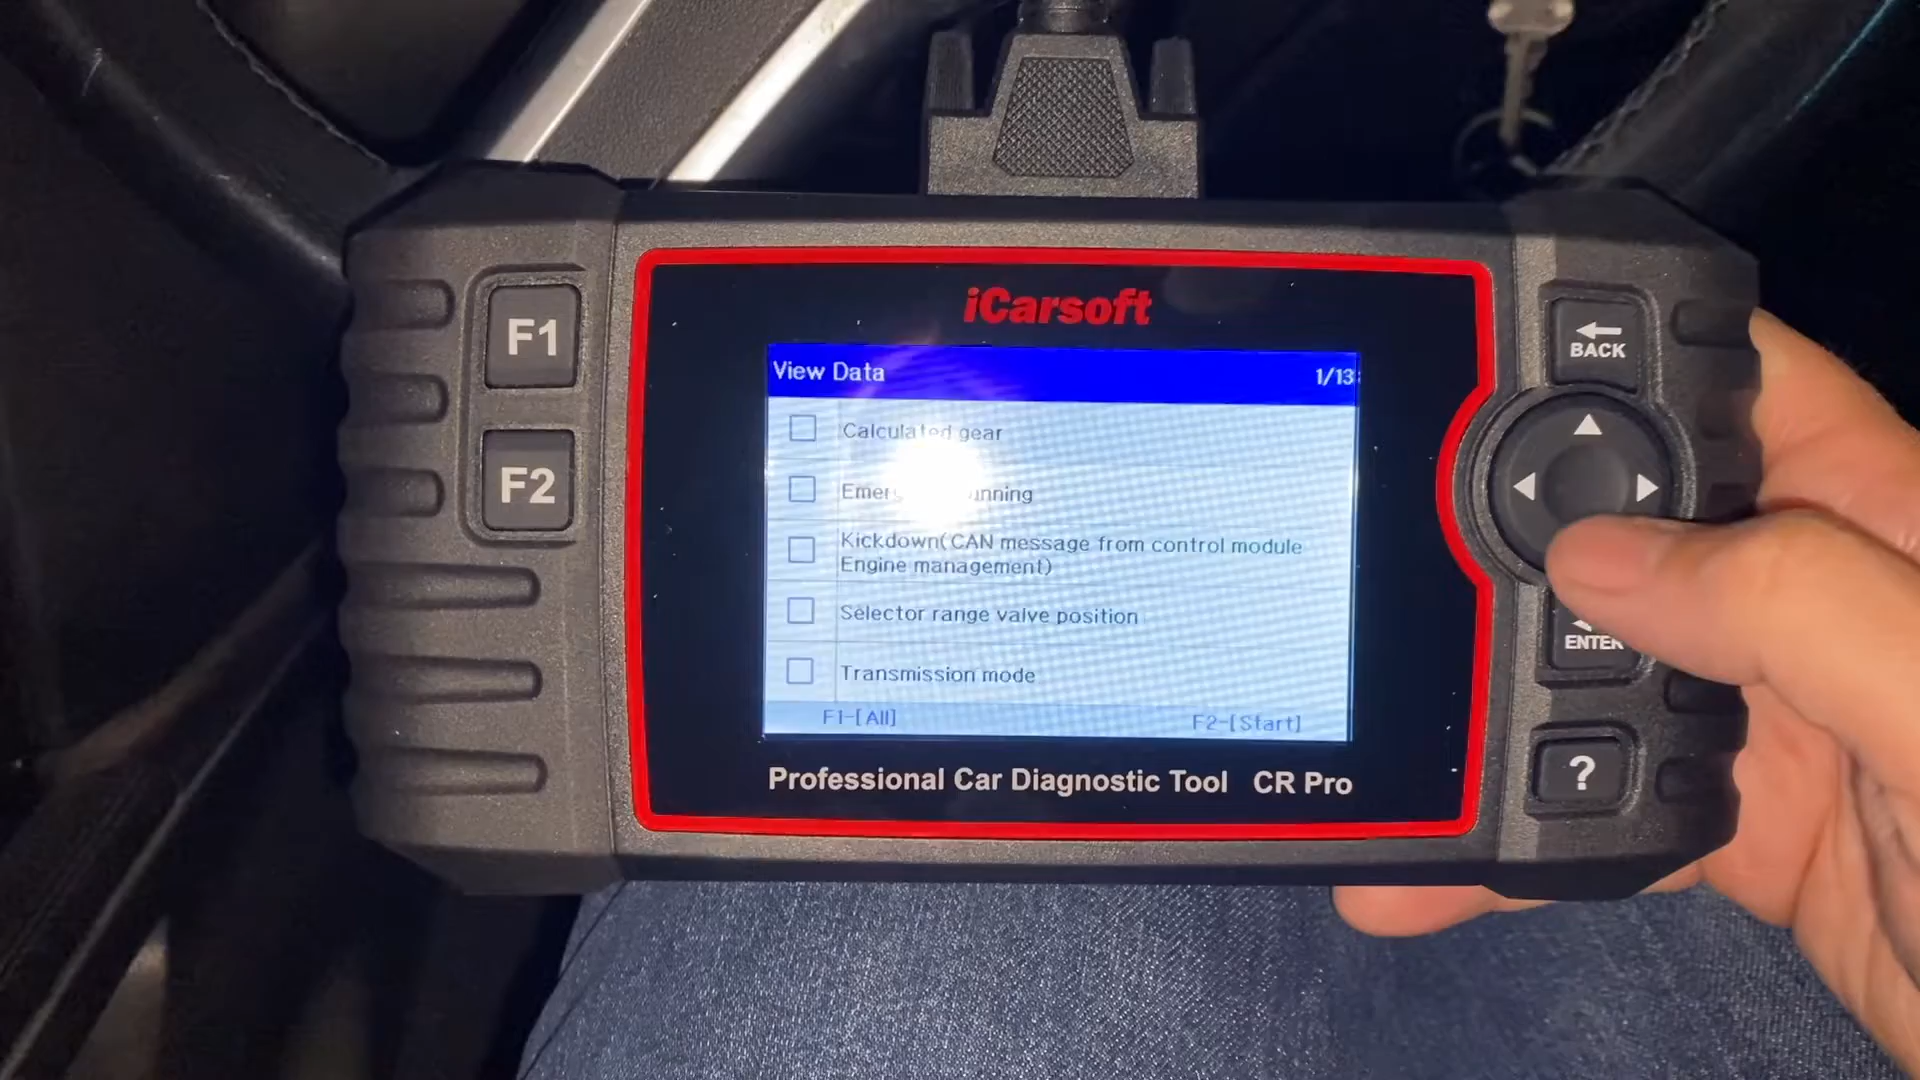 iCarsoft
View Data 1/13
Calculated gear
Kickdown(CAN message from control module
Engine management)
Selector range valve position
Transmission mode
F1-[All] F2-[Start]
Professional Car Diagnostic Tool CR Pro
F1
F2
BACK
ENTER
?